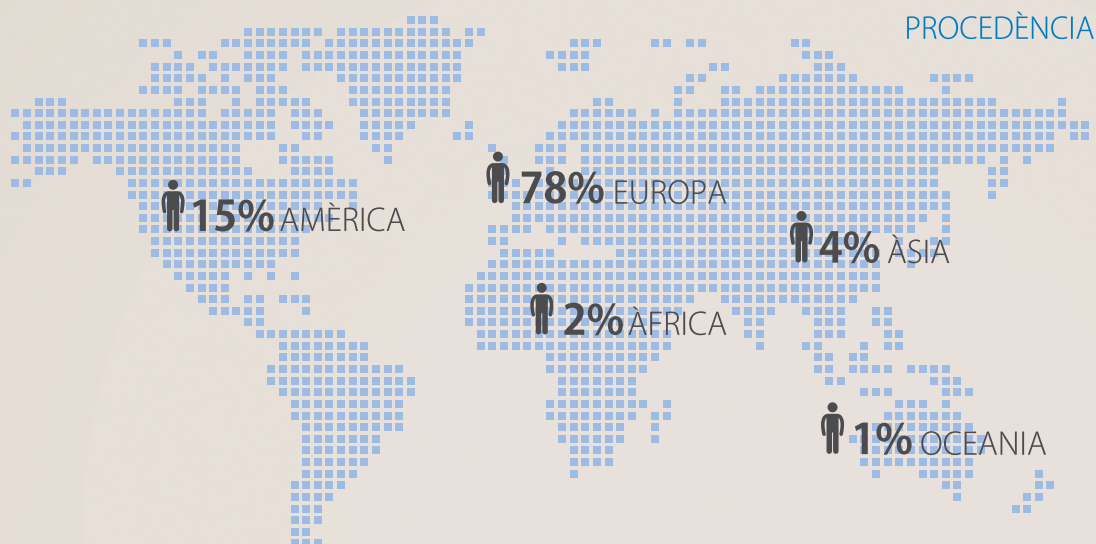 PROCEDÈNCIA
78% EUROPA
15% AMÈRICA
4% ÀSIA
2% ÀFRICA
1% OCEANIA